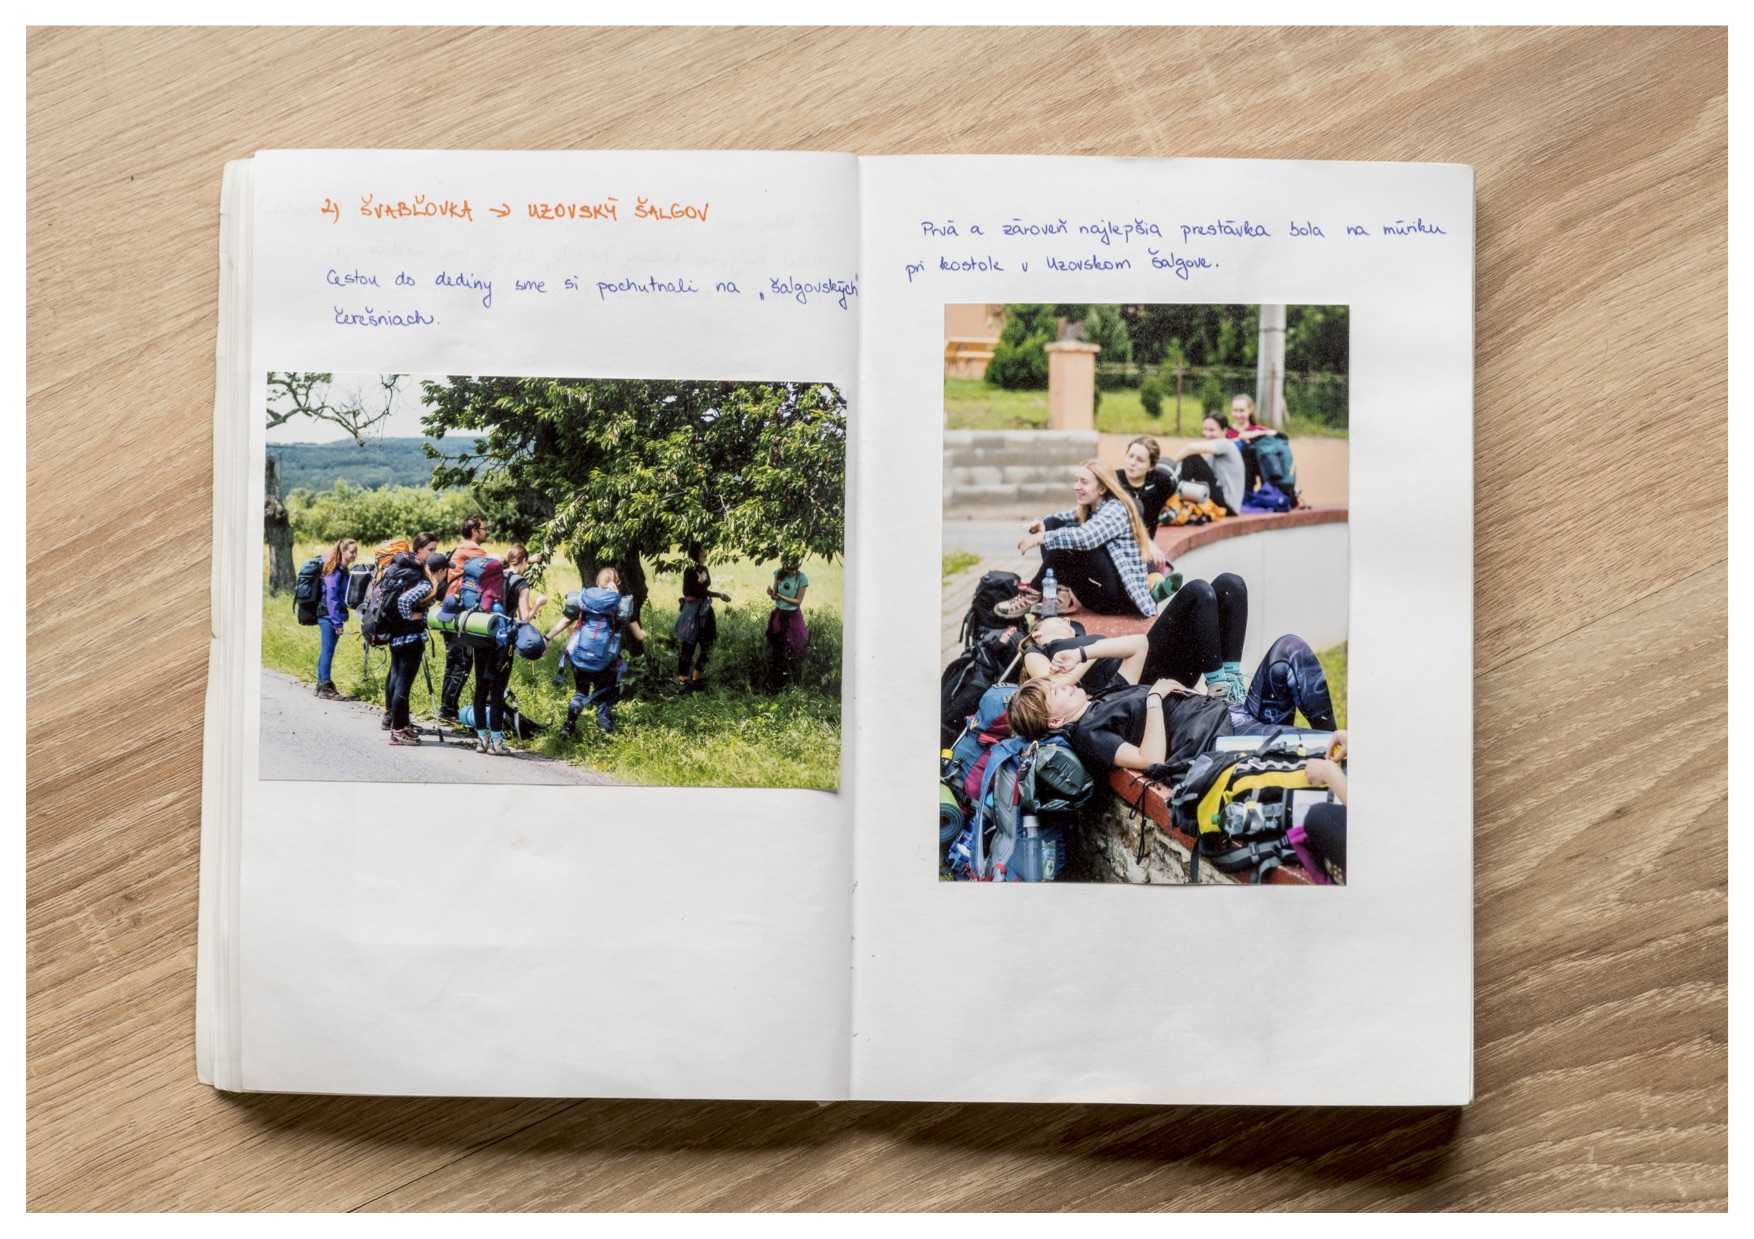 2) ŠVABĽOVKA → UZOVSKÝ ŠALGOV
Cestou do dediny sme si pochutnali na „šalgovských"
čerešniach.
Prvá a zároveň najlepšia prestávka bola na múriku
pri kostole v Uzovskom Šalgove.